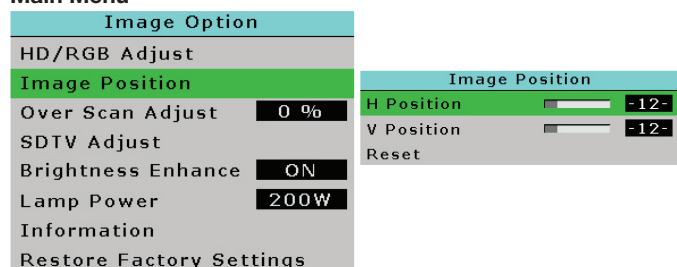 Main Menu
Image Option
HD/RGB Adjust
Image Position
Over Scan Adjust 0 %
SDTV Adjust
Brightness Enhance ON
Lamp Power 200W
Information
Restore Factory Settings
Image Position
H Position -12-
V Position -12-
Reset